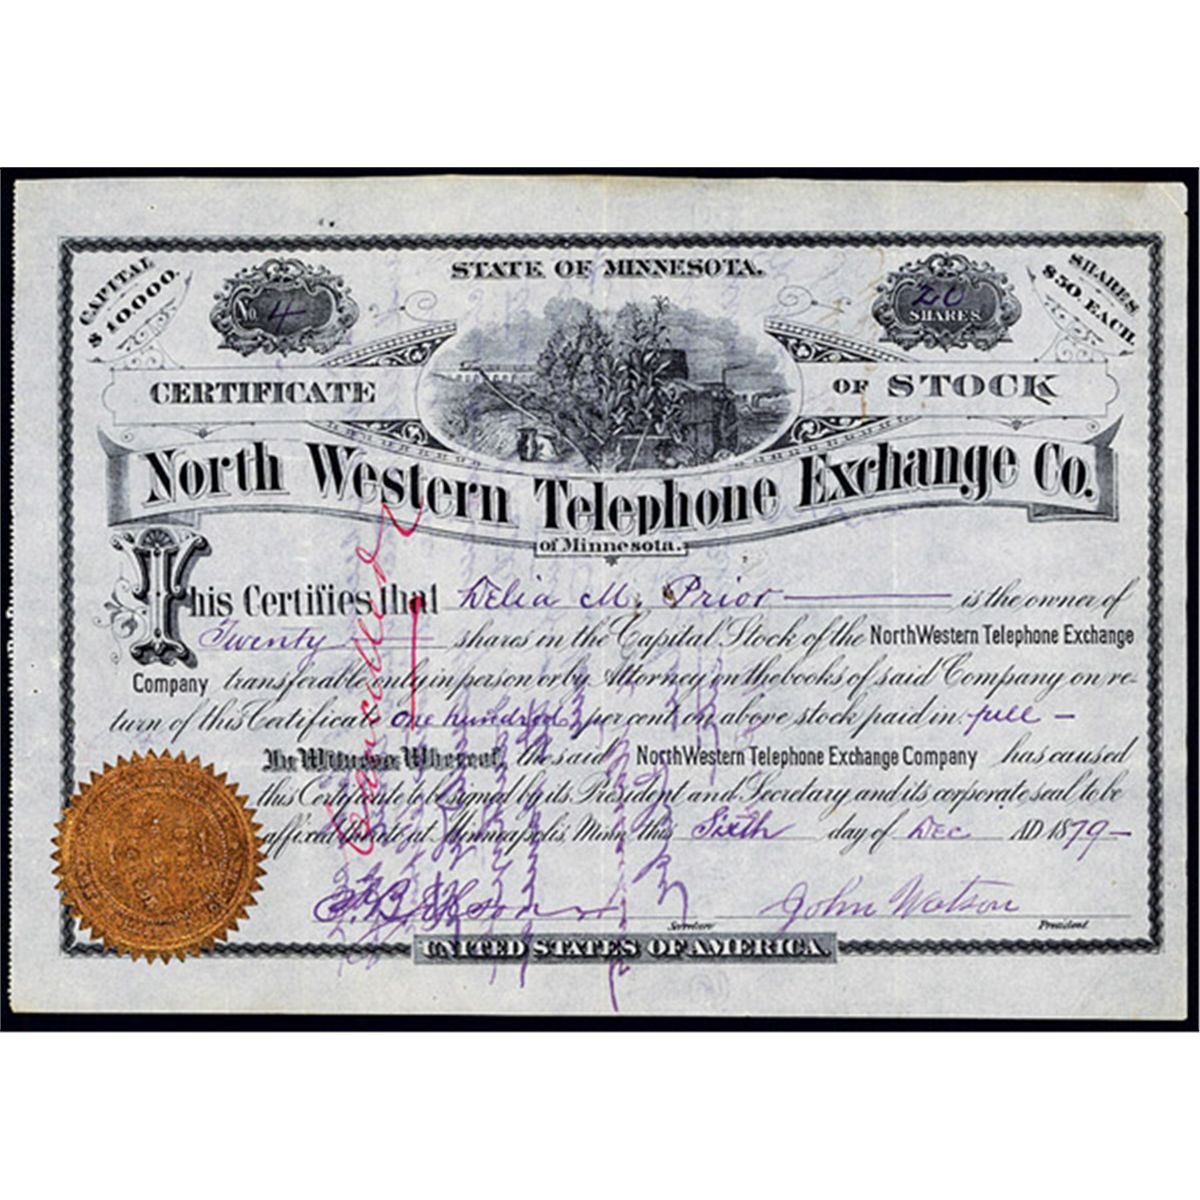 STATE OF MINNESOTA.
CAPITAL
$10.000.
No. 4
20
SHARES
SHARES
$50. EACH.
CERTIFICATE OF STOCK
North Western Telephone Exchange Co.
of Minnesota.
This Certifies that Delia M. Prior is the owner of
Twenty shares in the Capital Stock of the North Western Telephone Exchange
Company transferable only in person or by Attorney on the books of said Company on re-
turn of this Certificate one hundred per cent on above stock paid in full -
In Witness Whereof, the said North Western Telephone Exchange Company has caused
this Certificate to be signed by its President and Secretary and its corporate seal to be
affixed thereto at Minneapolis, Minn. this Sixth day of Dec AD 1879 -
Cancelled
John Watson
Secretary
President.
UNITED STATES OF AMERICA.